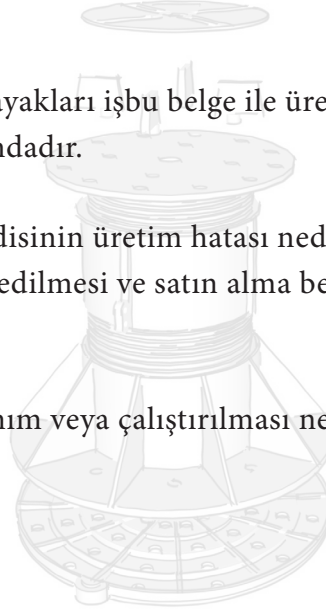 ayakları işbu belge ile üre
ndadır.
disinin üretim hatası ned
edilmesi ve satın alma be
nım veya çalıştırılması ne